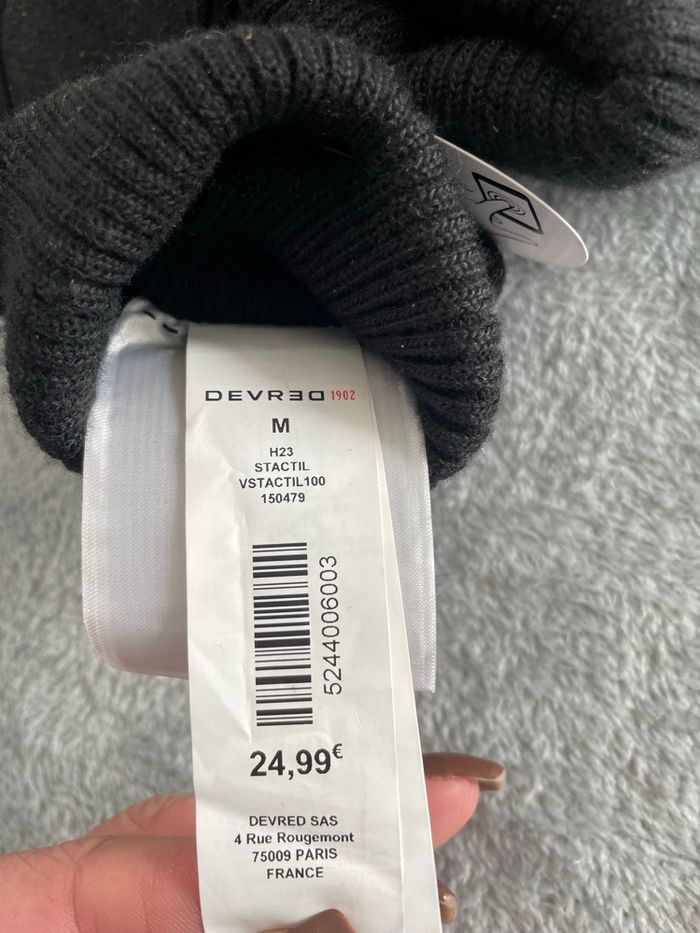 DEVRED 1902
M
H23
STACTIL
VSTACTIL100
150479
5244006003
24,99€
DEVRED SAS
4 Rue Rougemont
75009 PARIS
FRANCE